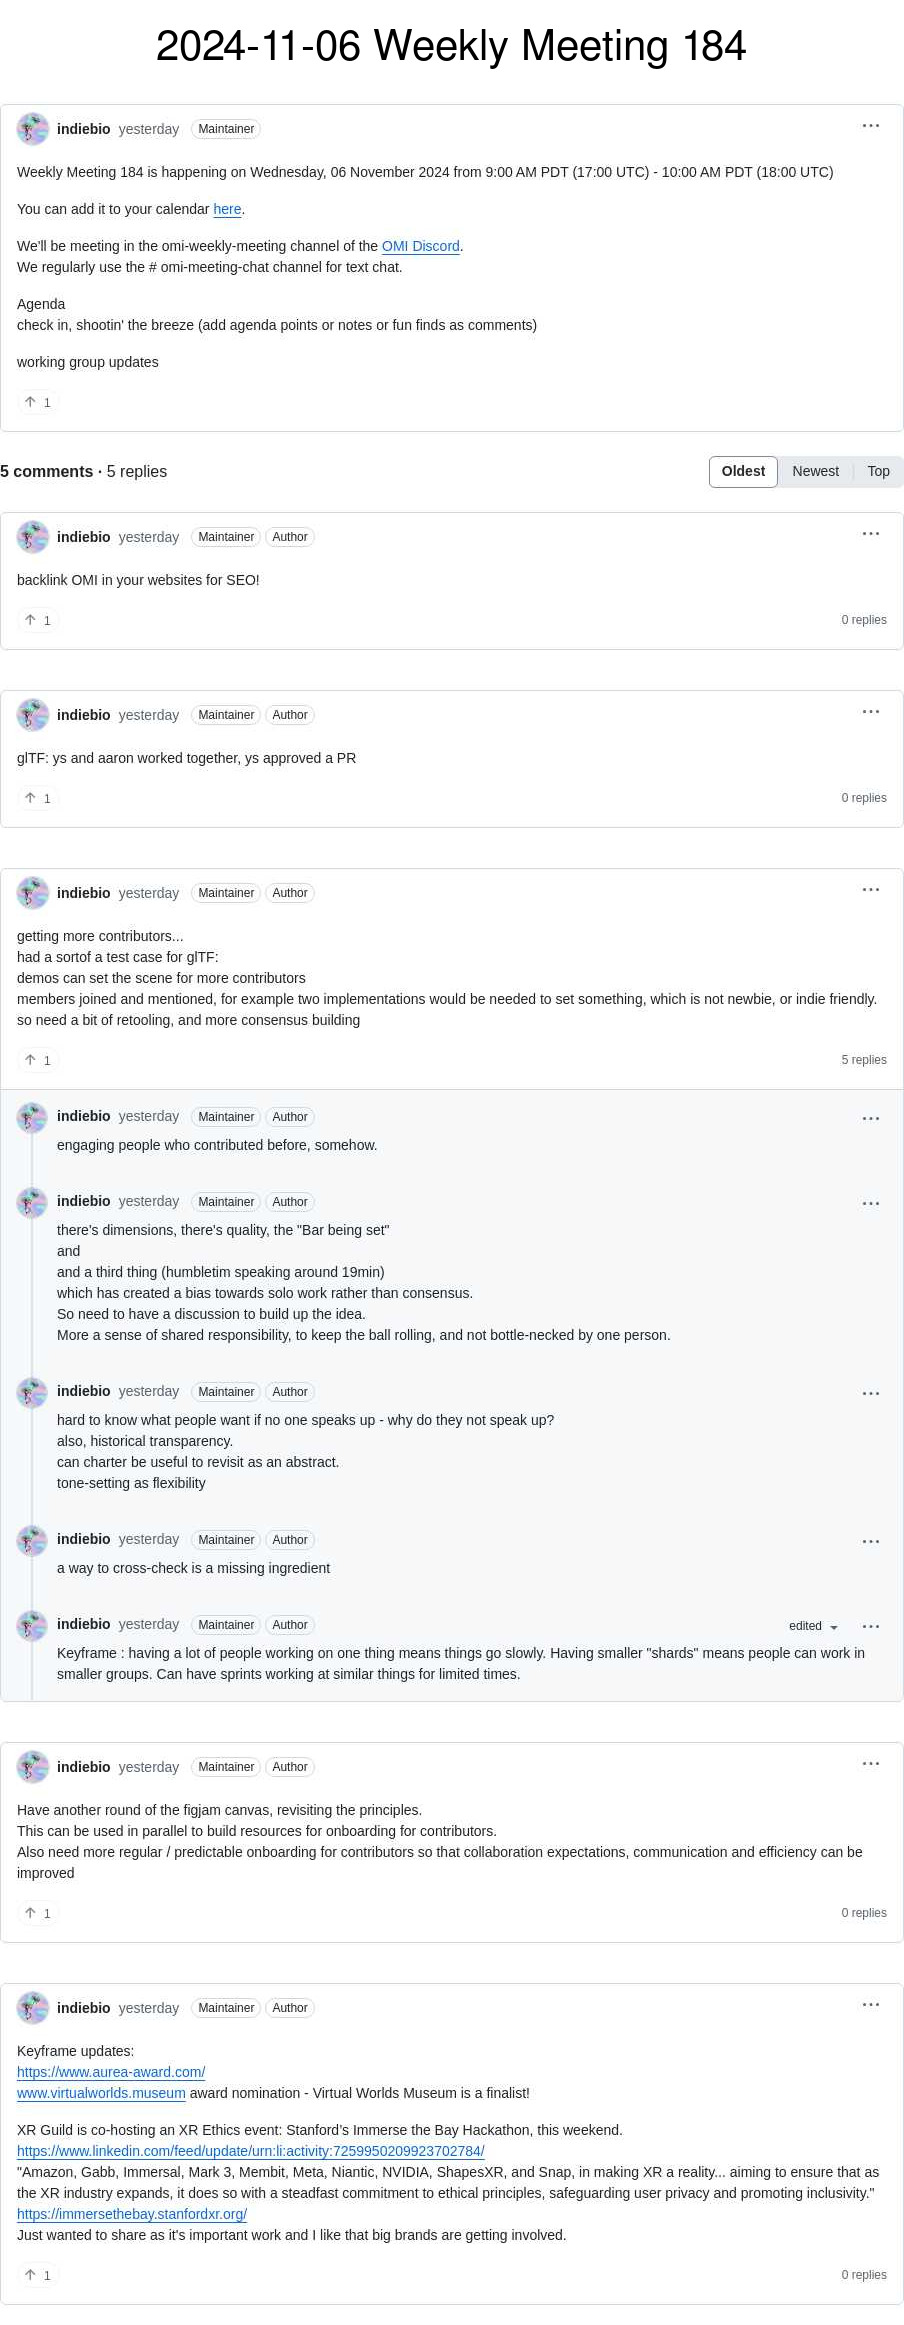 2024-11-06 Weekly Meeting 184
indiebio yesterday Maintainer
Weekly Meeting 184 is happening on Wednesday, 06 November 2024 from 9:00 AM PDT (17:00 UTC) - 10:00 AM PDT (18:00 UTC)
You can add it to your calendar here.
We'll be meeting in the omi-weekly-meeting channel of the OMI Discord.
We regularly use the # omi-meeting-chat channel for text chat.
Agenda
check in, shootin' the breeze (add agenda points or notes or fun finds as comments)
working group updates
1
5 comments · 5 replies
Oldest Newest Top
indiebio yesterday Maintainer Author
backlink OMI in your websites for SEO!
1 0 replies
indiebio yesterday Maintainer Author
glTF: ys and aaron worked together, ys approved a PR
1 0 replies
indiebio yesterday Maintainer Author
getting more contributors...
had a sortof a test case for glTF:
demos can set the scene for more contributors
members joined and mentioned, for example two implementations would be needed to set something, which is not newbie, or indie friendly.
so need a bit of retooling, and more consensus building
1 5 replies
indiebio yesterday Maintainer Author
engaging people who contributed before, somehow.
indiebio yesterday Maintainer Author
there's dimensions, there's quality, the "Bar being set"
and
and a third thing (humbletim speaking around 19min)
which has created a bias towards solo work rather than consensus.
So need to have a discussion to build up the idea.
More a sense of shared responsibility, to keep the ball rolling, and not bottle-necked by one person.
indiebio yesterday Maintainer Author
hard to know what people want if no one speaks up - why do they not speak up?
also, historical transparency.
can charter be useful to revisit as an abstract.
tone-setting as flexibility
indiebio yesterday Maintainer Author
a way to cross-check is a missing ingredient
indiebio yesterday Maintainer Author edited
Keyframe : having a lot of people working on one thing means things go slowly. Having smaller "shards" means people can work in
smaller groups. Can have sprints working at similar things for limited times.
indiebio yesterday Maintainer Author
Have another round of the figjam canvas, revisiting the principles.
This can be used in parallel to build resources for onboarding for contributors.
Also need more regular / predictable onboarding for contributors so that collaboration expectations, communication and efficiency can be
improved
1 0 replies
indiebio yesterday Maintainer Author
Keyframe updates:
https://www.aurea-award.com/
www.virtualworlds.museum award nomination - Virtual Worlds Museum is a finalist!
XR Guild is co-hosting an XR Ethics event: Stanford's Immerse the Bay Hackathon, this weekend.
https://www.linkedin.com/feed/update/urn:li:activity:7259950209923702784/
"Amazon, Gabb, Immersal, Mark 3, Membit, Meta, Niantic, NVIDIA, ShapesXR, and Snap, in making XR a reality... aiming to ensure that as
the XR industry expands, it does so with a steadfast commitment to ethical principles, safeguarding user privacy and promoting inclusivity."
https://immersethebay.stanfordxr.org/
Just wanted to share as it's important work and I like that big brands are getting involved.
1 0 replies